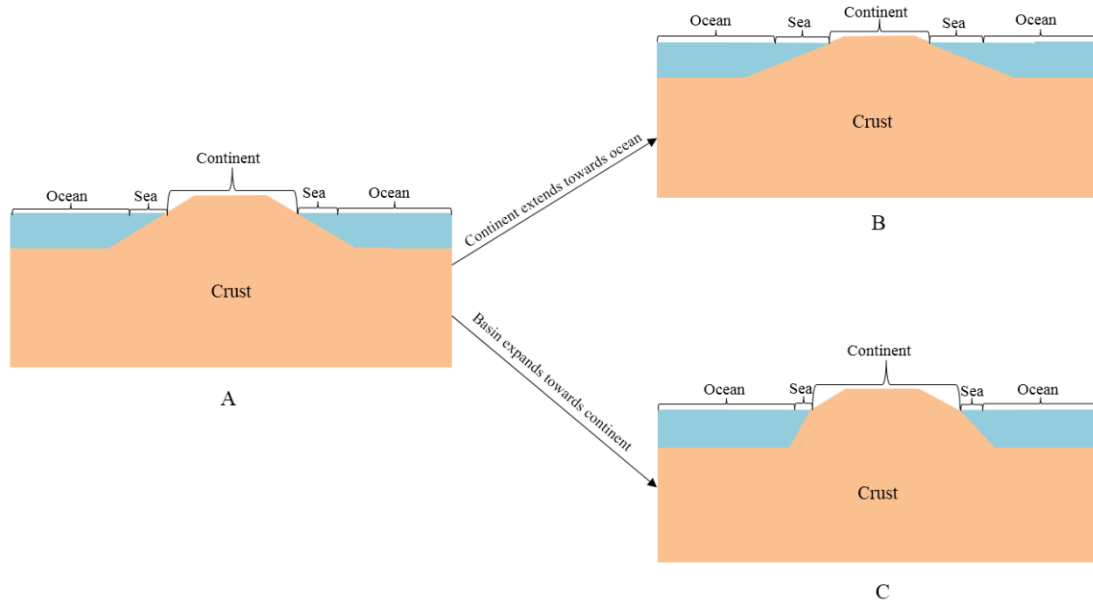 Ocean Sea Continent Sea Ocean
Crust
B
Continent extends towards ocean
Continent
Ocean Sea Sea Ocean
Crust
A
Basin expands towards continent
Continent
Ocean Sea Sea Ocean
Crust
C